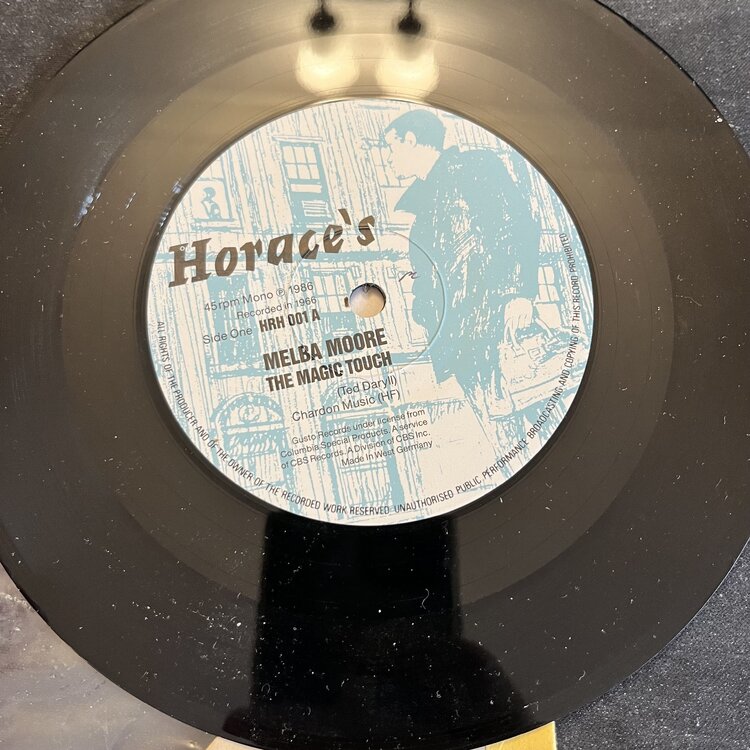 Horace's
45rpm Mono ℗ 1986
Recorded in 1966
Side One HRH 001 A
MELBA MOORE
THE MAGIC TOUCH
(Ted Daryll)
Chardon Music (HF)
Gusto Records under license from
Columbia Special Products. A service
of CBS Records. A Division of CBS Inc.
Made in West Germany
ALL RIGHTS OF THE PRODUCER AND OF THE OWNER OF THE RECORDED WORK RESERVED. UNAUTHORISED PUBLIC PERFORMANCE BROADCASTING AND COPYING OF THIS RECORD PROHIBITED